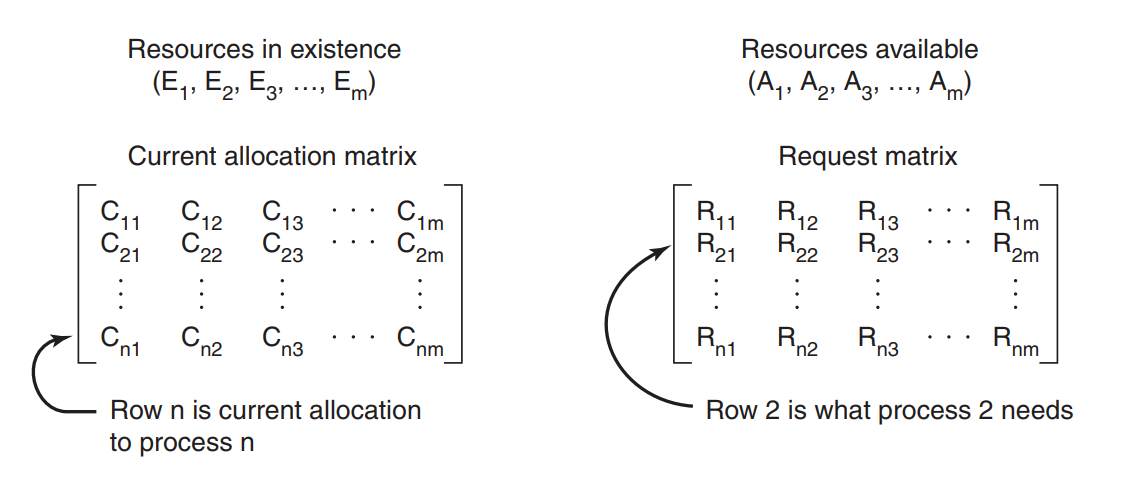 Resources in existence
(E₁, E₂, E₃, …, Eₘ)
Current allocation matrix
C₁₁ C₁₂ C₁₃ · · · C₁ₘ
C₂₁ C₂₂ C₂₃ · · · C₂ₘ
Cₙ₁ Cₙ₂ Cₙ₃ · · · Cₙₘ
Row n is current allocation
to process n
Resources available
(A₁, A₂, A₃, …, Aₘ)
Request matrix
R₁₁ R₁₂ R₁₃ · · · R₁ₘ
R₂₁ R₂₂ R₂₃ · · · R₂ₘ
Rₙ₁ Rₙ₂ Rₙ₃ · · · Rₙₘ
Row 2 is what process 2 needs